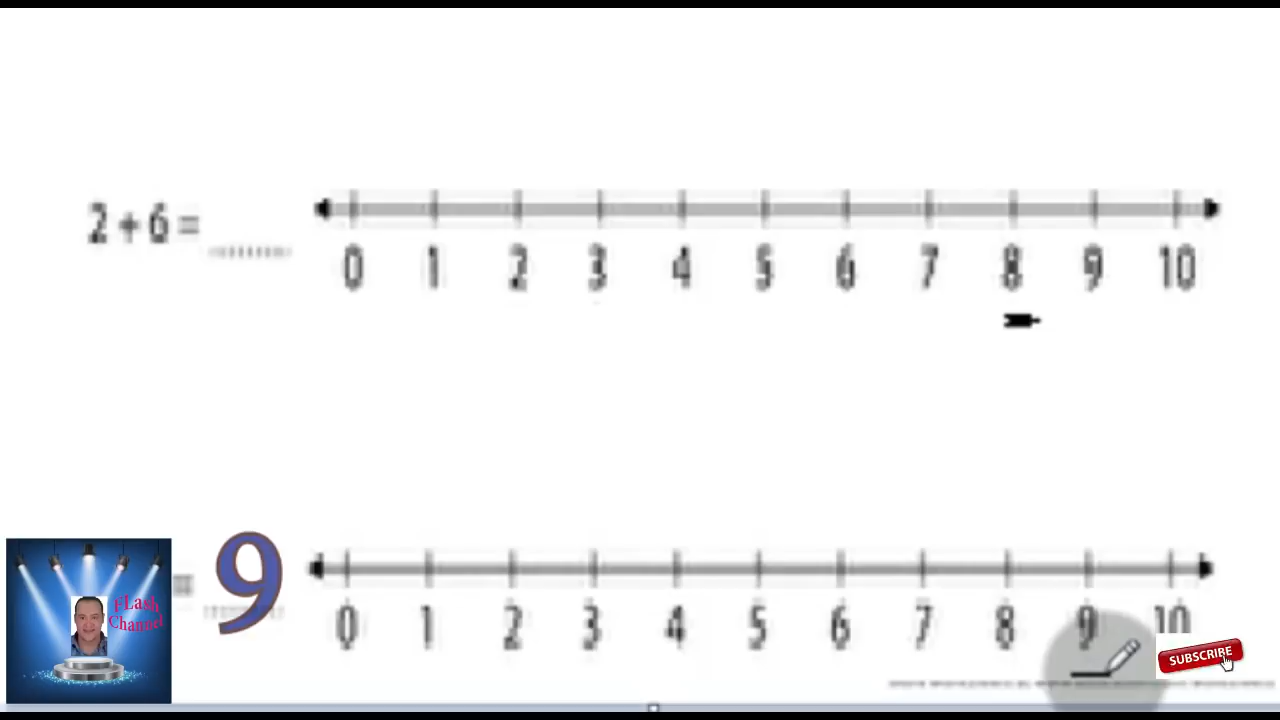 2 + 6 = ........
0 1 2 3 4 5 6 7 8 9 10
= 9
0 1 2 3 4 5 6 7 8 9 10
FLash
Channel
SUBSCRIBE